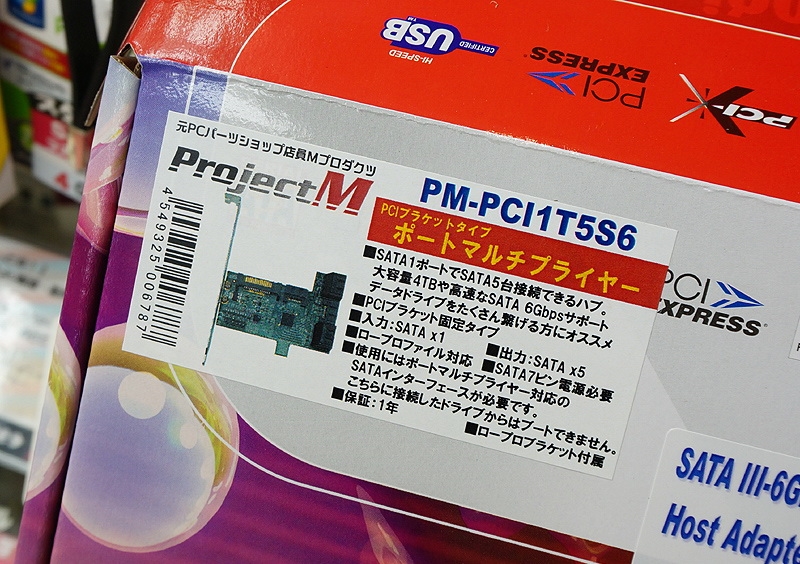 HI-SPEED
CERTIFIED
USB™
PCI
EXPRESS®
PCI-X
元PCパーツショップ店員Mプロダクツ
ProjectM
PM-PCI1T5S6
PCIブラケットタイプ
ポートマルチプライヤー
■SATA1ポートでSATA5台接続できるハブ。
大容量4TBや高速なSATA 6Gbpsサポート
データドライブをたくさん繋げる方にオススメ
■PCIブラケット固定タイプ
■入力:SATA x1 ■出力:SATA x5
■ロープロファイル対応 ■SATA7ピン電源必要
■使用にはポートマルチプライヤー対応の
SATAインターフェースが必要です。
こちらに接続したドライブからはブートできません。
■保証:1年 ■ロープロブラケット付属
4549325006787
PCI
EXPRESS®
SATA III-6G
Host Adapte